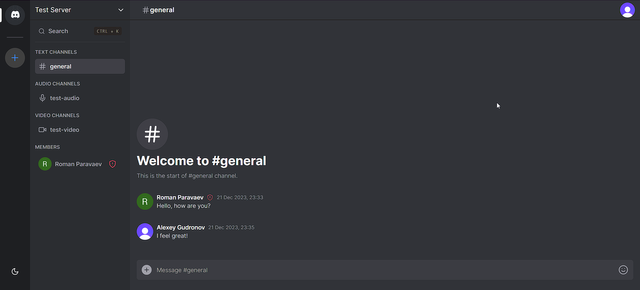 Test Server
# general
Search
CTRL + K
TEXT CHANNELS
# general
AUDIO CHANNELS
test-audio
VIDEO CHANNELS
test-video
MEMBERS
R Roman Paravaev
#
Welcome to #general
This is the start of #general channel.
R Roman Paravaev 21 Dec 2023, 23:33
Hello, how are you?
Alexey Gudronov 21 Dec 2023, 23:35
I feel great!
Message #general